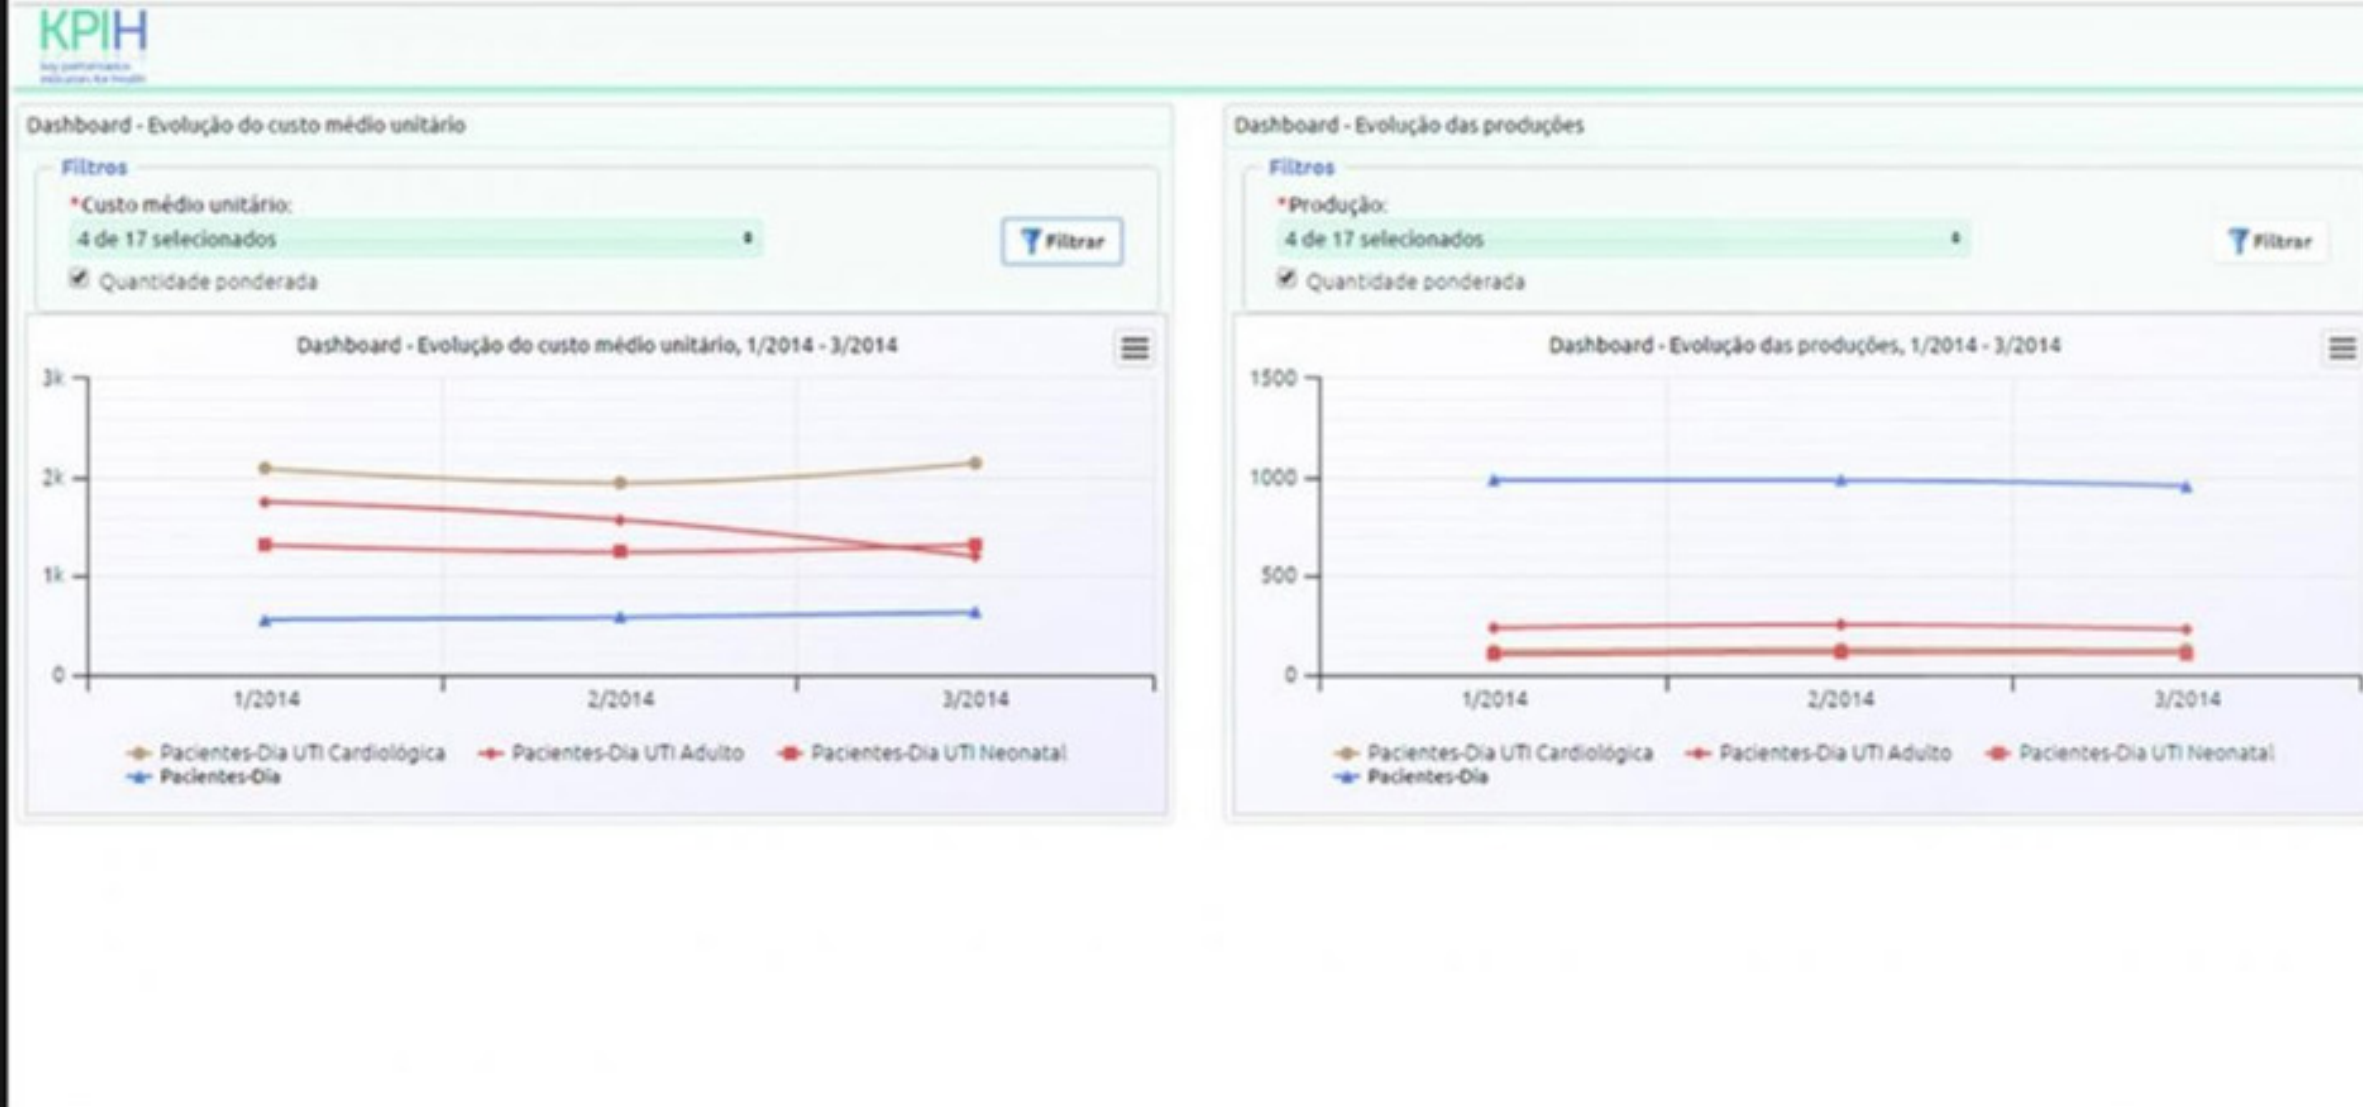 KPIH
key performance
indicators for health
Dashboard - Evolução do custo médio unitário
Filtros
*Custo médio unitário:
4 de 17 selecionados
Filtrar
Quantidade ponderada
Dashboard - Evolução do custo médio unitário, 1/2014 - 3/2014
3k
2k
1k
0
1/2014 2/2014 3/2014
Pacientes-Dia UTI Cardiológica Pacientes-Dia UTI Adulto Pacientes-Dia UTI Neonatal
Pacientes-Dia
Dashboard - Evolução das produções
Filtros
*Produção:
4 de 17 selecionados
Filtrar
Quantidade ponderada
Dashboard - Evolução das produções, 1/2014 - 3/2014
1500
1000
500
0
1/2014 2/2014 3/2014
Pacientes-Dia UTI Cardiológica Pacientes-Dia UTI Adulto Pacientes-Dia UTI Neonatal
Pacientes-Dia